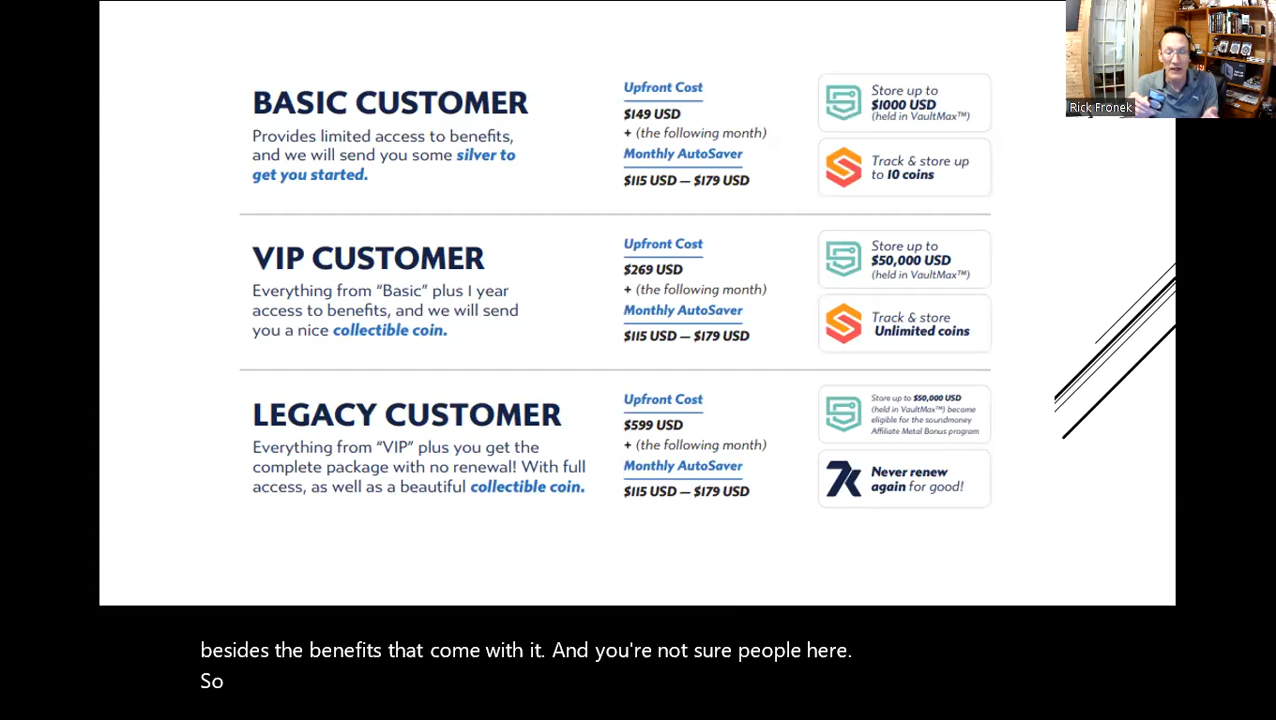 BASIC CUSTOMER
Provides limited access to benefits,
and we will send you some silver to
get you started.
Upfront Cost
$149 USD
+ (the following month)
Monthly AutoSaver
$115 USD — $179 USD
Store up to
$1000 USD
(held in VaultMax™)
Track & store up
to 10 coins
VIP CUSTOMER
Everything from “Basic” plus 1 year
access to benefits, and we will send
you a nice collectible coin.
Upfront Cost
$269 USD
+ (the following month)
Monthly AutoSaver
$115 USD — $179 USD
Store up to
$50,000 USD
(held in VaultMax™)
Track & store
Unlimited coins
LEGACY CUSTOMER
Everything from “VIP” plus you get the
complete package with no renewal! With full
access, as well as a beautiful collectible coin.
Upfront Cost
$599 USD
+ (the following month)
Monthly AutoSaver
$115 USD — $179 USD
Store up to $50,000 USD
(held in VaultMax™) become
eligible for the soundmoney
Affiliate Metal Bonus program
7k
Never renew
again for good!
Rick Fronek
besides the benefits that come with it. And you're not sure people here.
So